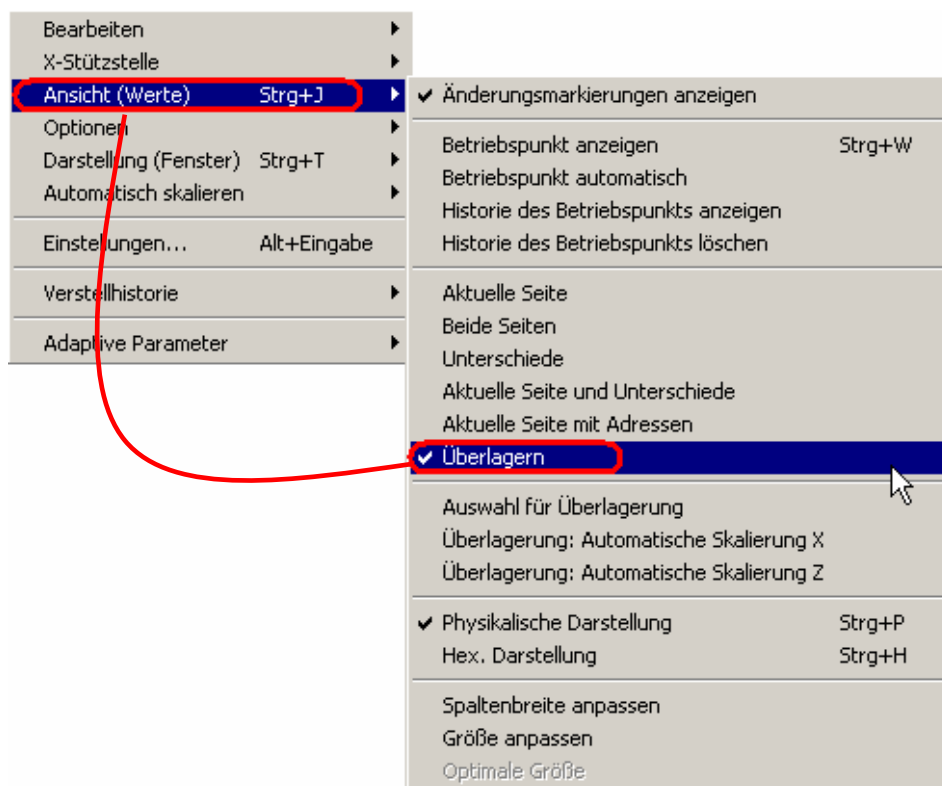 Bearbeiten
X-Stützstelle
Ansicht (Werte) Strg+J
Optionen
Darstellung (Fenster) Strg+T
Automatisch skalieren
Einstellungen... Alt+Eingabe
Verstellhistorie
Adaptive Parameter
Änderungsmarkierungen anzeigen
Betriebspunkt anzeigen Strg+W
Betriebspunkt automatisch
Historie des Betriebspunkts anzeigen
Historie des Betriebspunkts löschen
Aktuelle Seite
Beide Seiten
Unterschiede
Aktuelle Seite und Unterschiede
Aktuelle Seite mit Adressen
Überlagern
Auswahl für Überlagerung
Überlagerung: Automatische Skalierung X
Überlagerung: Automatische Skalierung Z
Physikalische Darstellung Strg+P
Hex. Darstellung Strg+H
Spaltenbreite anpassen
Größe anpassen
Optimale Größe